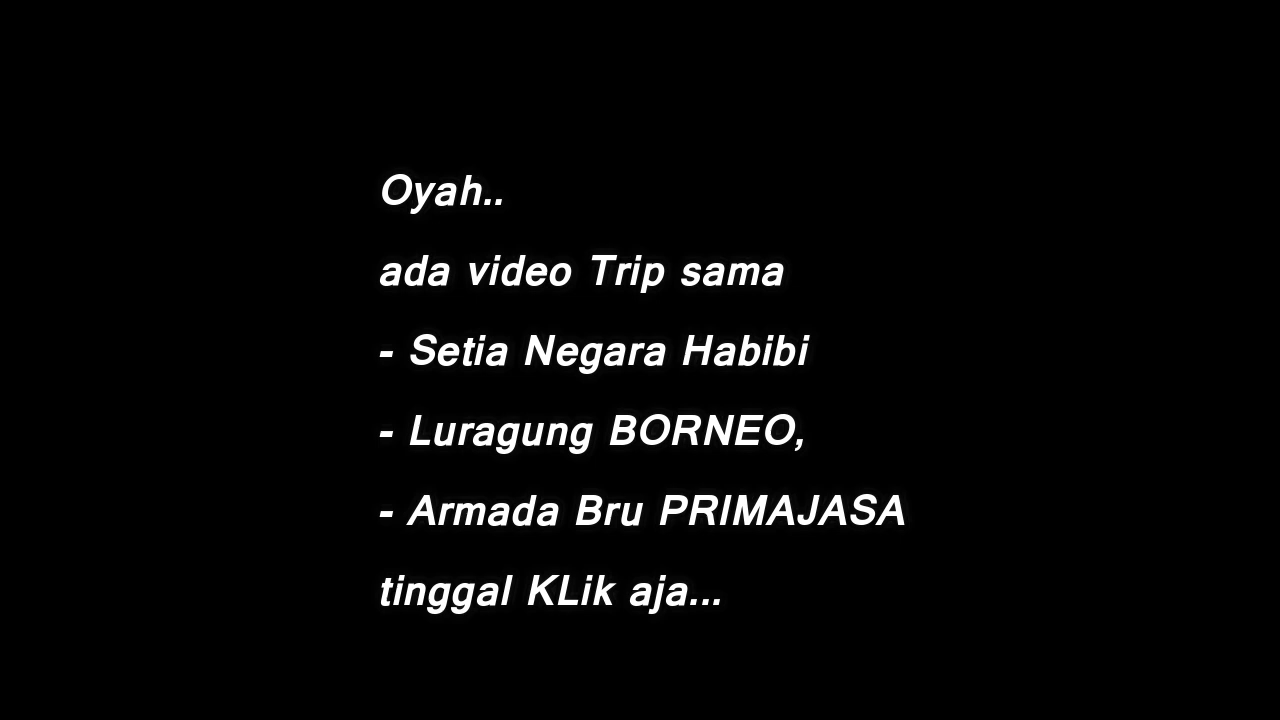 Oyah..
ada video Trip sama
- Setia Negara Habibi
- Luragung BORNEO,
- Armada Bru PRIMAJASA
tinggal KLik aja...